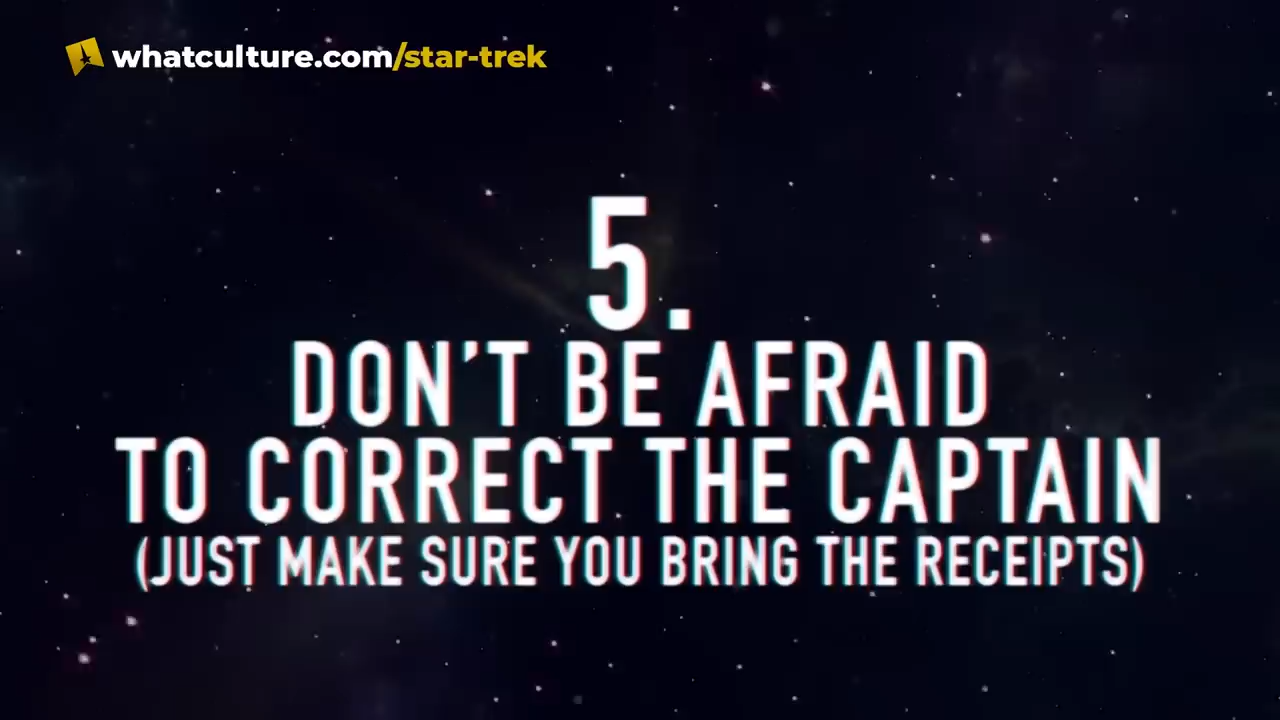 whatculture.com/star-trek
5.
DON'T BE AFRAID
TO CORRECT THE CAPTAIN
(JUST MAKE SURE YOU BRING THE RECEIPTS)